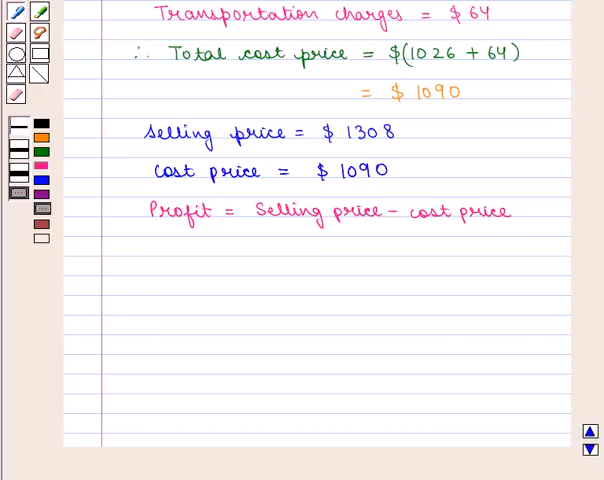 Transportation charges = $ 64
∴ Total cost price = $(1026 + 64)
= $ 1090
Selling price = $ 1308
cost price = $ 1090
Profit = Selling price - cost price